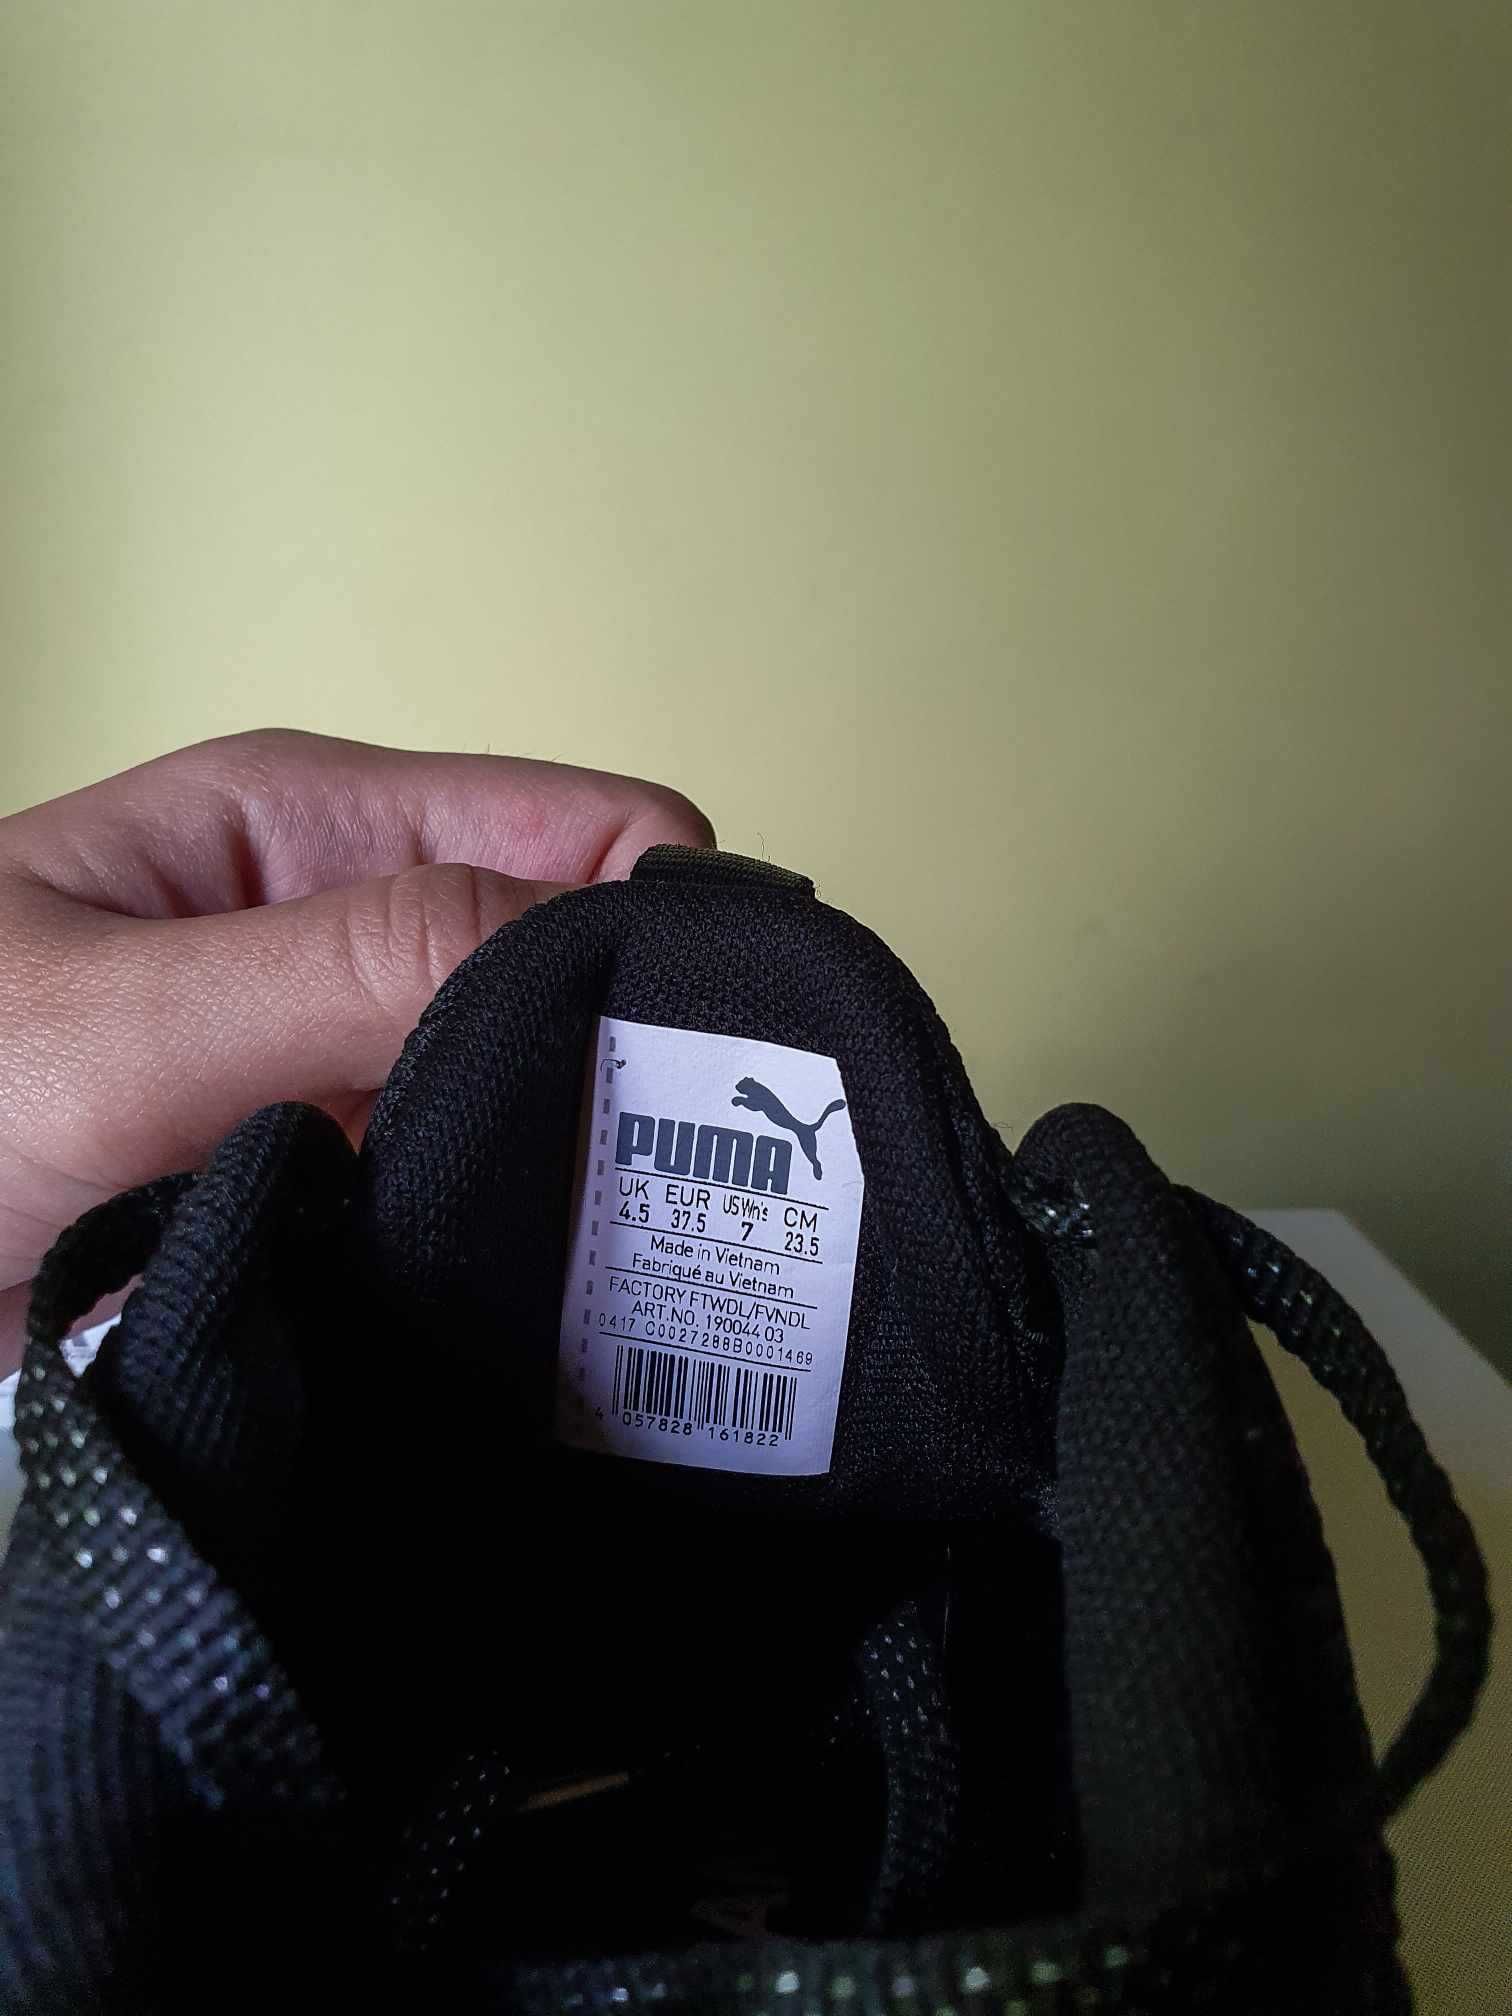 PUMA
UK EUR US Wn's CM
4.5 37.5 7 23.5
Made in Vietnam
Fabriqué au Vietnam
FACTORY FTWDL/FVNDL
ART.NO. 190044 03
0417 C0027288B0001469
4 057828 161822